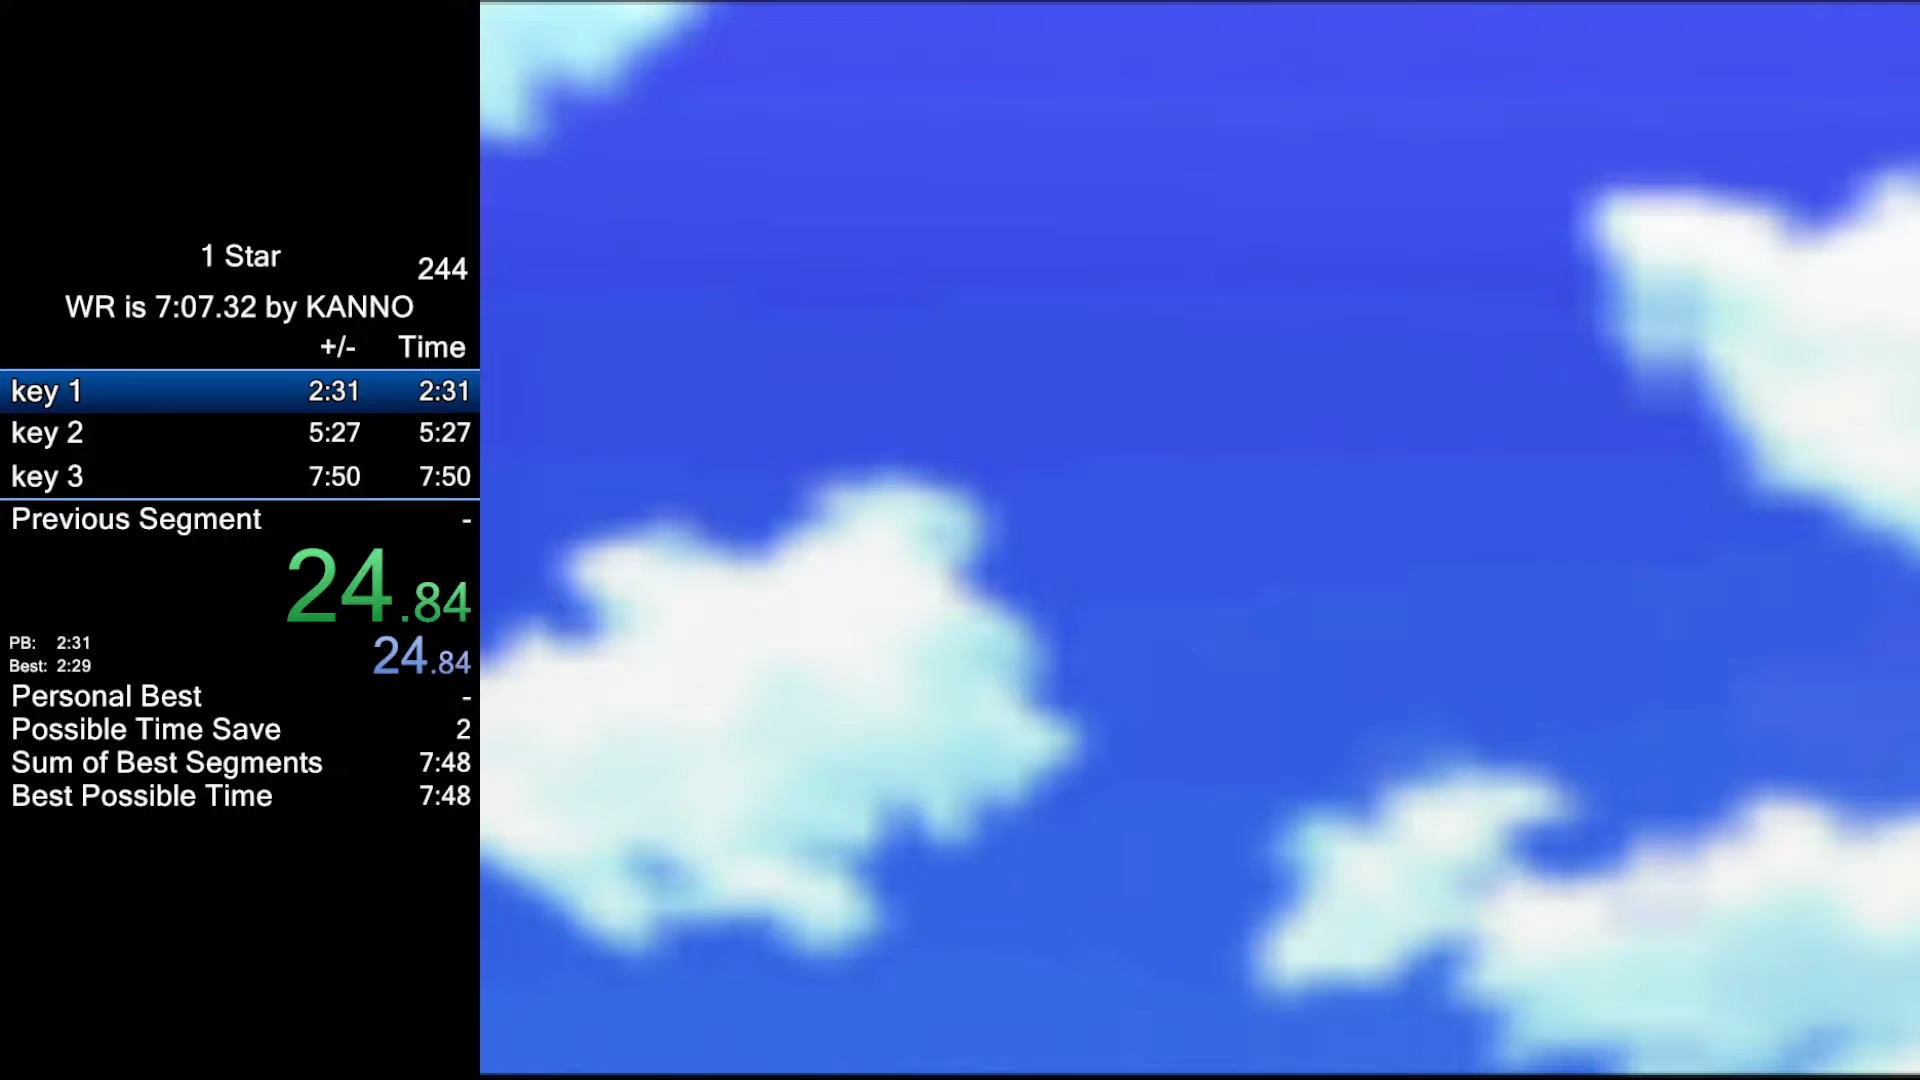 1 Star
244
WR is 7:07.32 by KANNO
+/- Time
key 1 2:31 2:31
key 2 5:27 5:27
key 3 7:50 7:50
Previous Segment -
24.84
PB: 2:31
Best: 2:29
24.84
Personal Best -
Possible Time Save 2
Sum of Best Segments 7:48
Best Possible Time 7:48